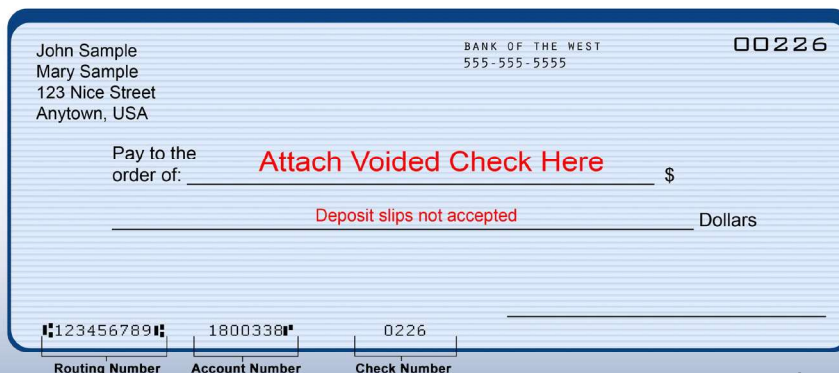 John Sample
Mary Sample
123 Nice Street
Anytown, USA
BANK OF THE WEST
555-555-5555
00226
Pay to the
order of:
Attach Voided Check Here
$
Deposit slips not accepted
Dollars
⑆123456789⑆ 1800338⑈ 0226
Routing Number Account Number Check Number